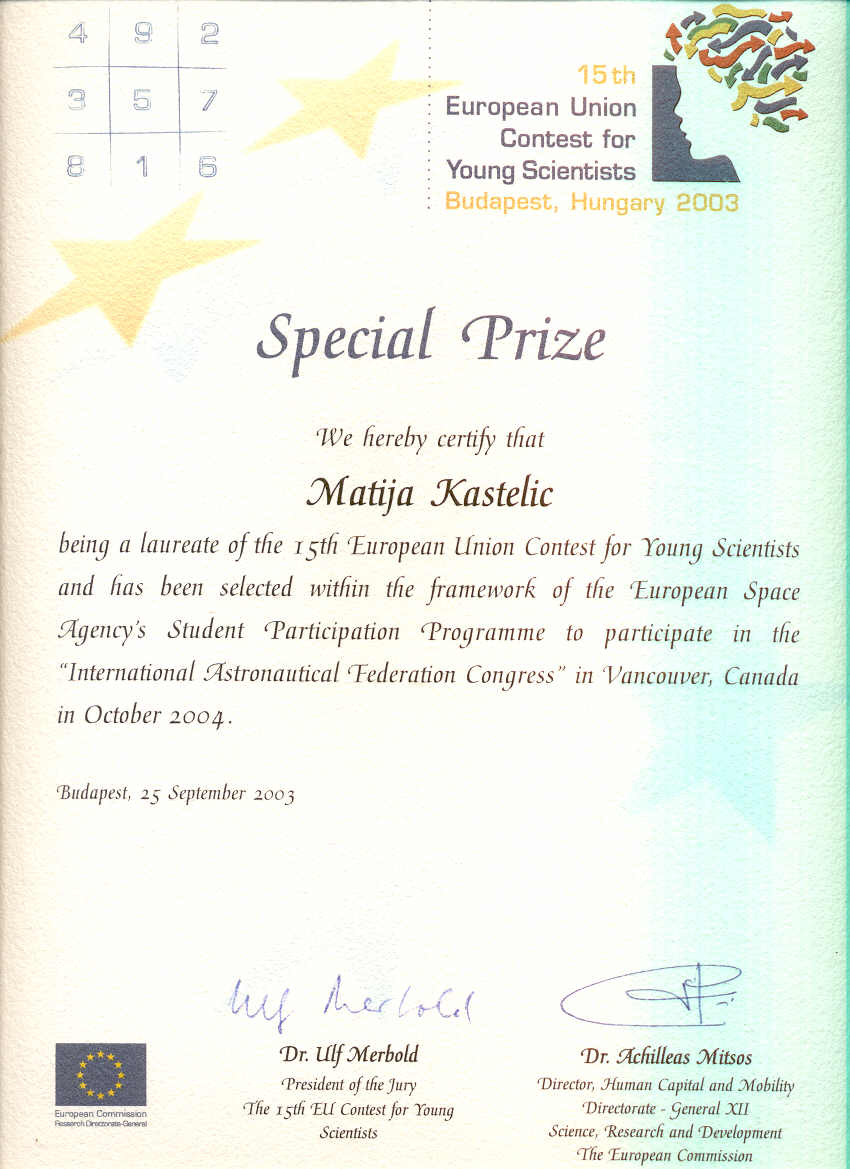 4 9 2
3 5 7
8 1 6
15th
European Union
Contest for
Young Scientists
Budapest, Hungary 2003
Special Prize
We hereby certify that
Matija Kastelic
being a laureate of the 15th European Union Contest for Young Scientists
and has been selected within the framework of the European Space
Agency's Student Participation Programme to participate in the
“International Astronautical Federation Congress” in Vancouver, Canada
in October 2004.
Budapest, 25 September 2003
Ulf Merbold
Dr. Ulf Merbold
President of the Jury
The 15th EU Contest for Young
Scientists
Dr. Achilleas Mitsos
Director, Human Capital and Mobility
Directorate - General XII
Science, Research and Development
The European Commission
European Commission
Research Directorate-General